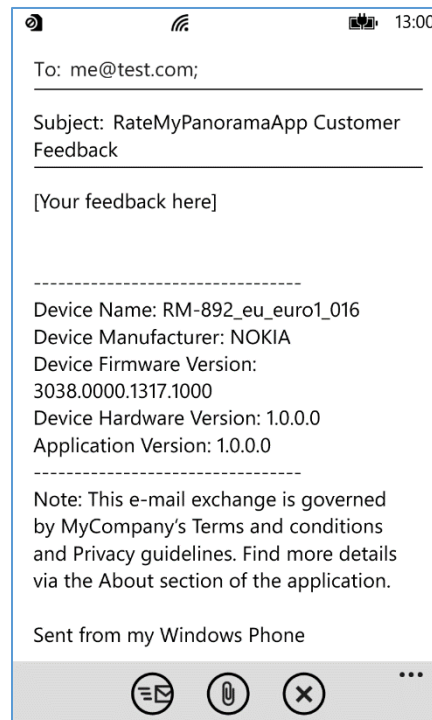 13:00
To: me@test.com;
Subject: RateMyPanoramaApp Customer
Feedback
[Your feedback here]
---------------------------------
Device Name: RM-892_eu_euro1_016
Device Manufacturer: NOKIA
Device Firmware Version:
3038.0000.1317.1000
Device Hardware Version: 1.0.0.0
Application Version: 1.0.0.0
---------------------------------
Note: This e-mail exchange is governed
by MyCompany's Terms and conditions
and Privacy guidelines. Find more details
via the About section of the application.
Sent from my Windows Phone